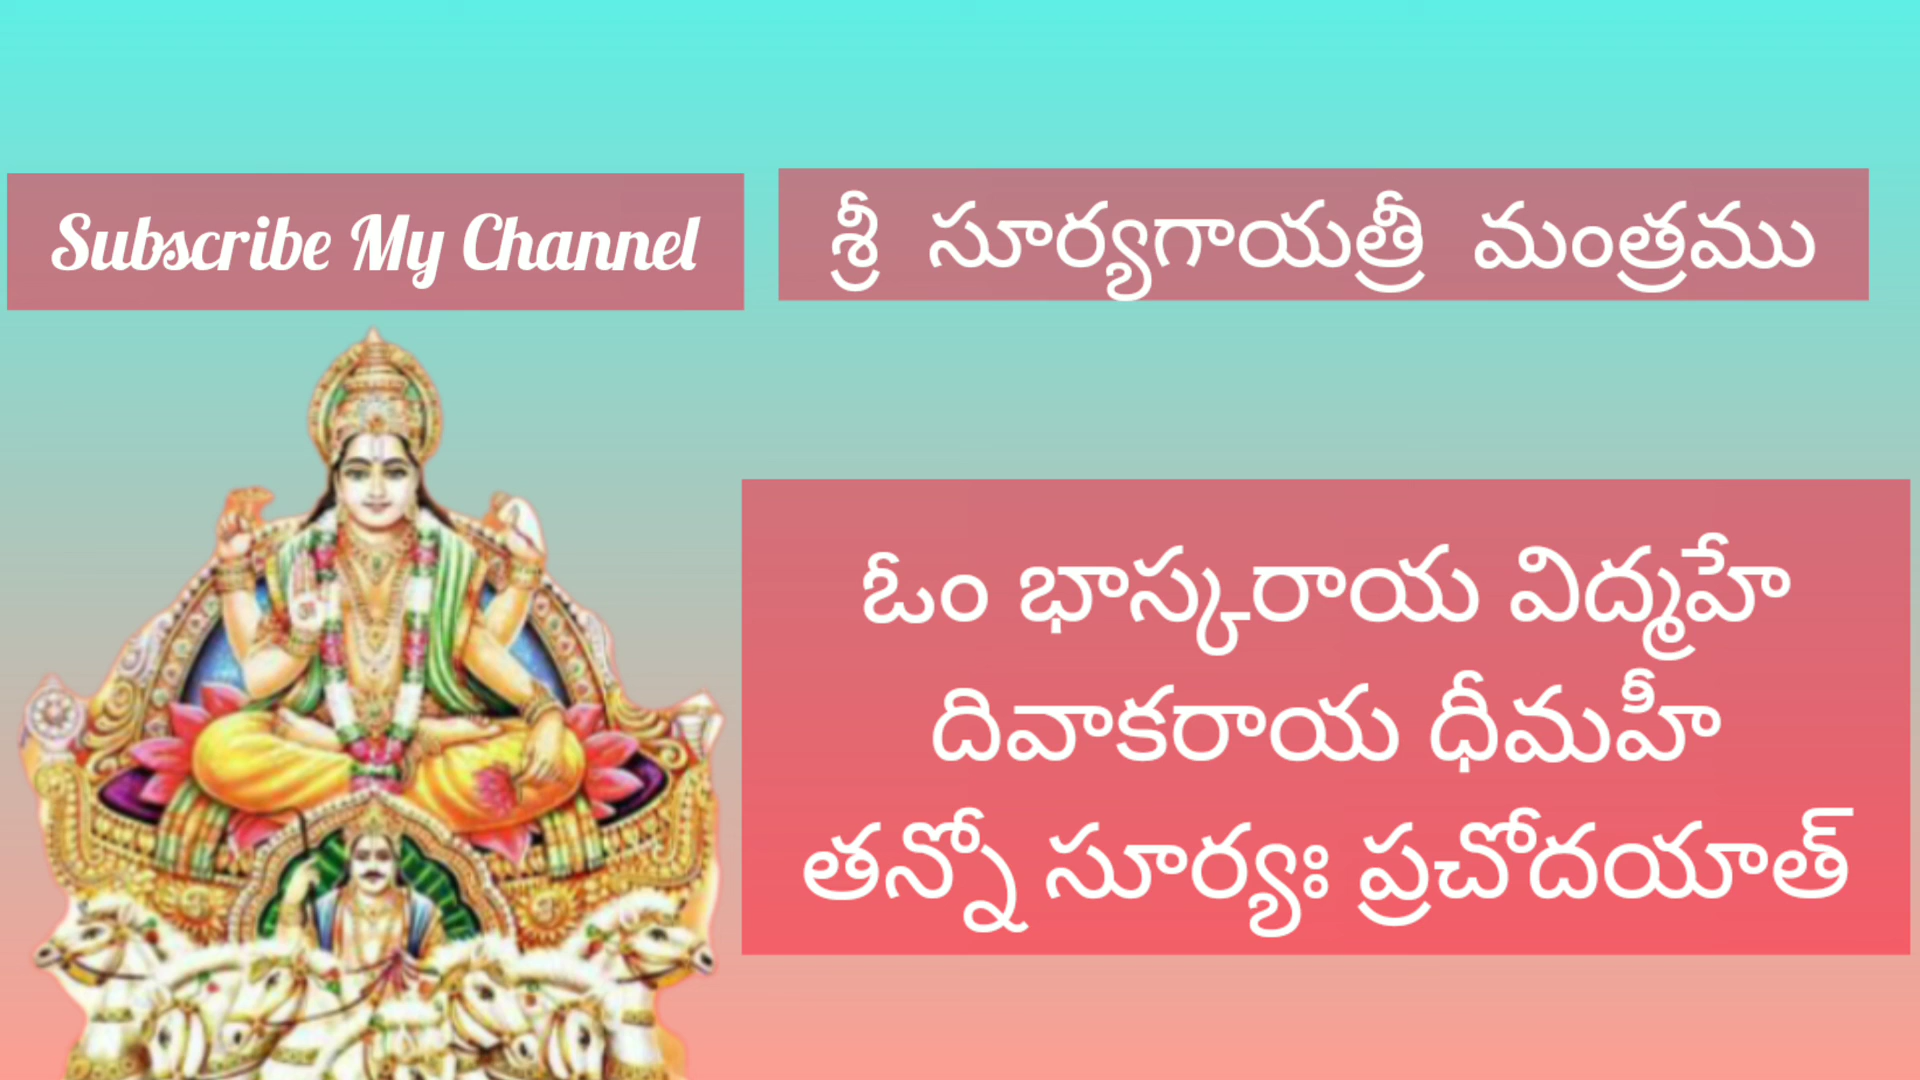 Subscribe My Channel
శ్రీ సూర్యగాయత్రీ మంత్రము
ఓం భాస్కరాయ విద్మహే
దివాకరాయ ధీమహీ
తన్నో సూర్యః ప్రచోదయాత్